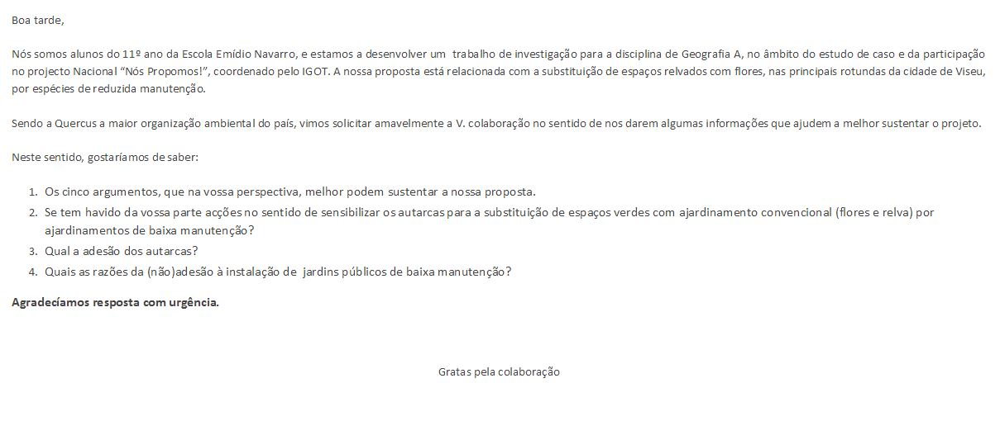 Boa tarde,
Nós somos alunos do 11º ano da Escola Emídio Navarro, e estamos a desenvolver um trabalho de investigação para a disciplina de Geografia A, no âmbito do estudo de caso e da participação
no projecto Nacional “Nós Propomos!”, coordenado pelo IGOT. A nossa proposta está relacionada com a substituição de espaços relvados com flores, nas principais rotundas da cidade de Viseu,
por espécies de reduzida manutenção.
Sendo a Quercus a maior organização ambiental do país, vimos solicitar amavelmente a V. colaboração no sentido de nos darem algumas informações que ajudem a melhor sustentar o projeto.
Neste sentido, gostaríamos de saber:
1. Os cinco argumentos, que na vossa perspectiva, melhor podem sustentar a nossa proposta.
2. Se tem havido da vossa parte acções no sentido de sensibilizar os autarcas para a substituição de espaços verdes com ajardinamento convencional (flores e relva) por
ajardinamentos de baixa manutenção?
3. Qual a adesão dos autarcas?
4. Quais as razões da (não)adesão à instalação de jardins públicos de baixa manutenção?
Agradecíamos resposta com urgência.
Gratas pela colaboração